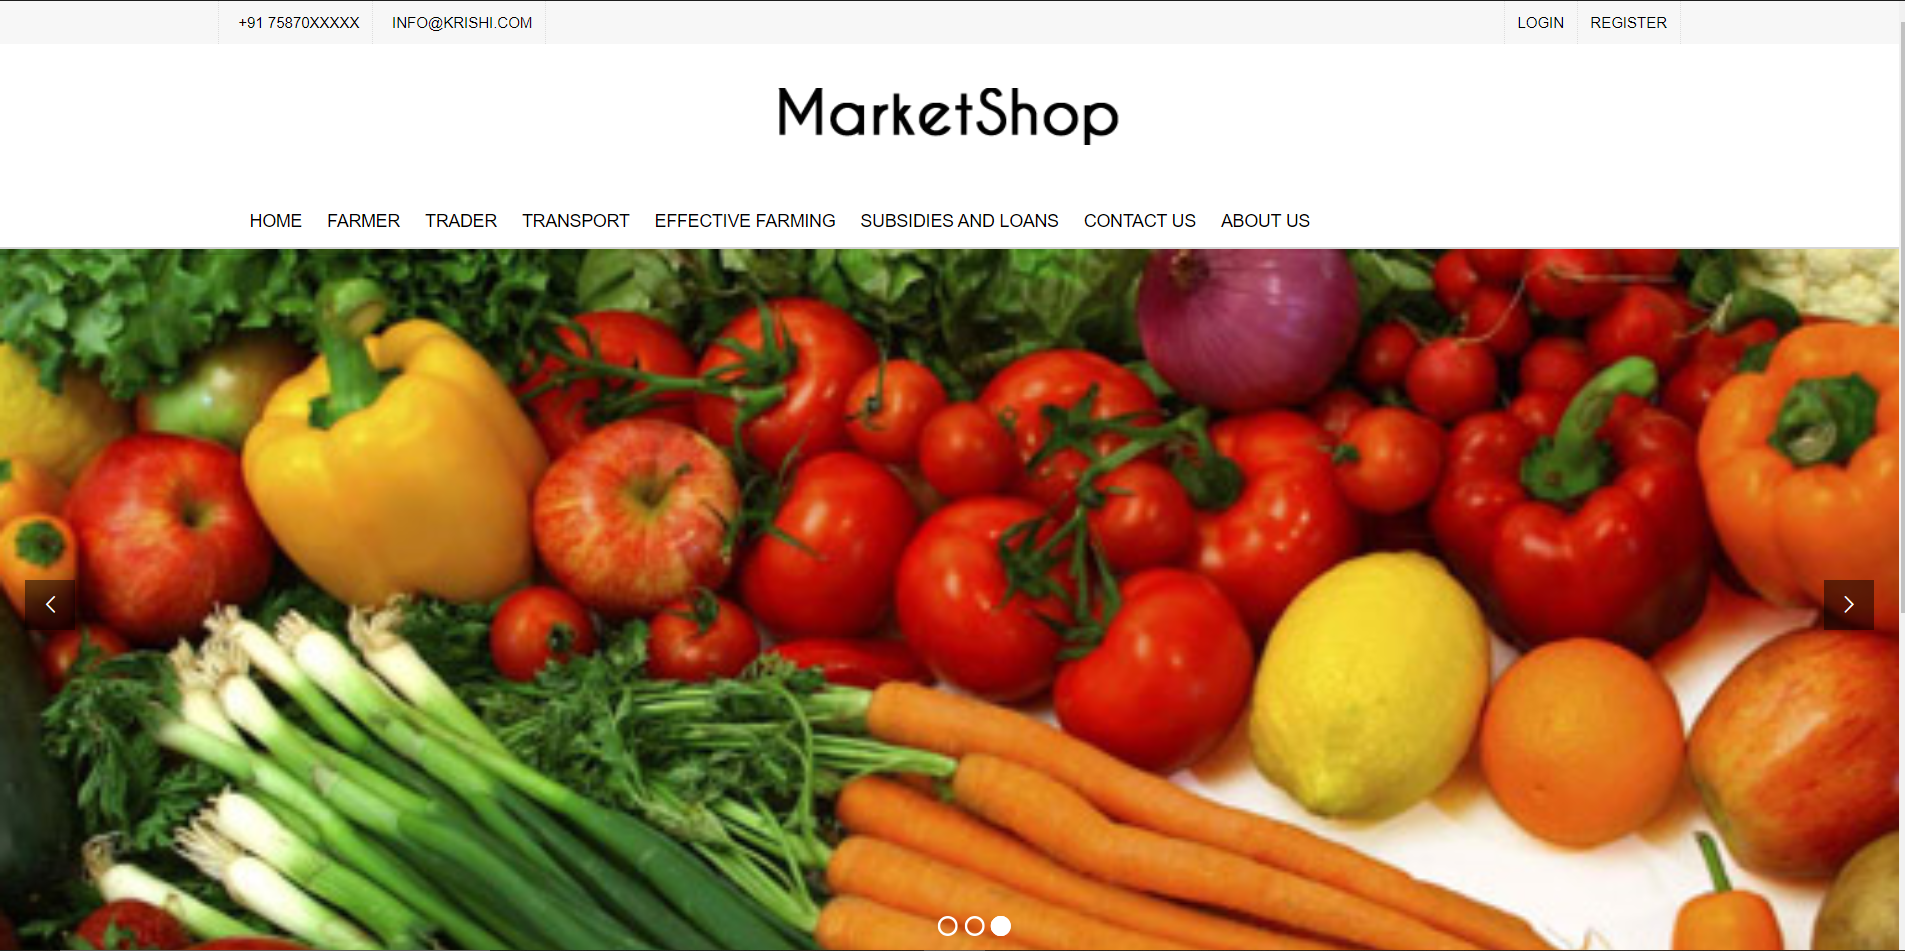 +91 75870XXXXX INFO@KRISHI.COM LOGIN REGISTER
MarketShop
HOME FARMER TRADER TRANSPORT EFFECTIVE FARMING SUBSIDIES AND LOANS CONTACT US ABOUT US